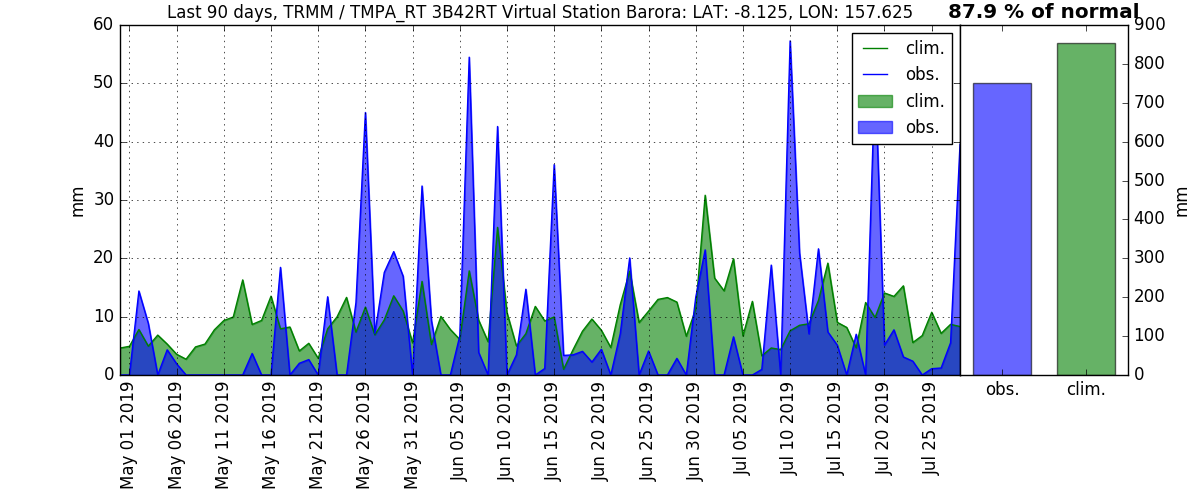 Last 90 days, TRMM / TMPA_RT 3B42RT Virtual Station Barora: LAT: -8.125, LON: 157.625
87.9 % of normal
60
50
40
30
20
10
0
mm
clim.
obs.
clim.
obs.
900
800
700
600
500
400
300
200
100
0
mm
May 01 2019
May 06 2019
May 11 2019
May 16 2019
May 21 2019
May 26 2019
May 31 2019
Jun 05 2019
Jun 10 2019
Jun 15 2019
Jun 20 2019
Jun 25 2019
Jun 30 2019
Jul 05 2019
Jul 10 2019
Jul 15 2019
Jul 20 2019
Jul 25 2019
obs.
clim.